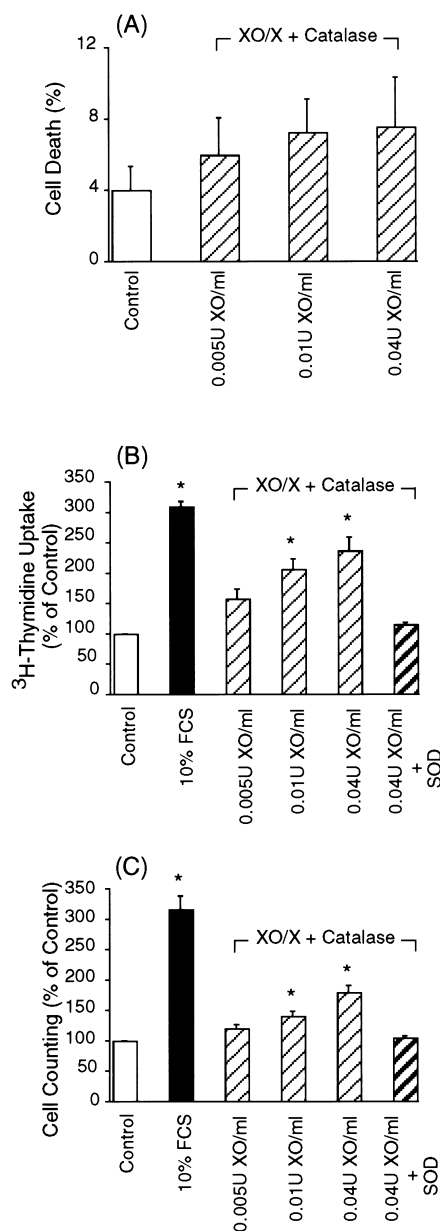 (A)
XO/X + Catalase
Cell Death (%)
12
8
4
0
Control
0.005U XO/ml
0.01U XO/ml
0.04U XO/ml
(B)
XO/X + Catalase
³H-Thymidine Uptake
(% of Control)
350
300
250
200
150
100
50
0
*
*
*
Control
10% FCS
0.005U XO/ml
0.01U XO/ml
0.04U XO/ml
0.04U XO/ml
+
SOD
(C)
XO/X + Catalase
Cell Counting (% of Control)
350
300
250
200
150
100
50
0
*
*
*
Control
10% FCS
0.005U XO/ml
0.01U XO/ml
0.04U XO/ml
0.04U XO/ml
+
SOD